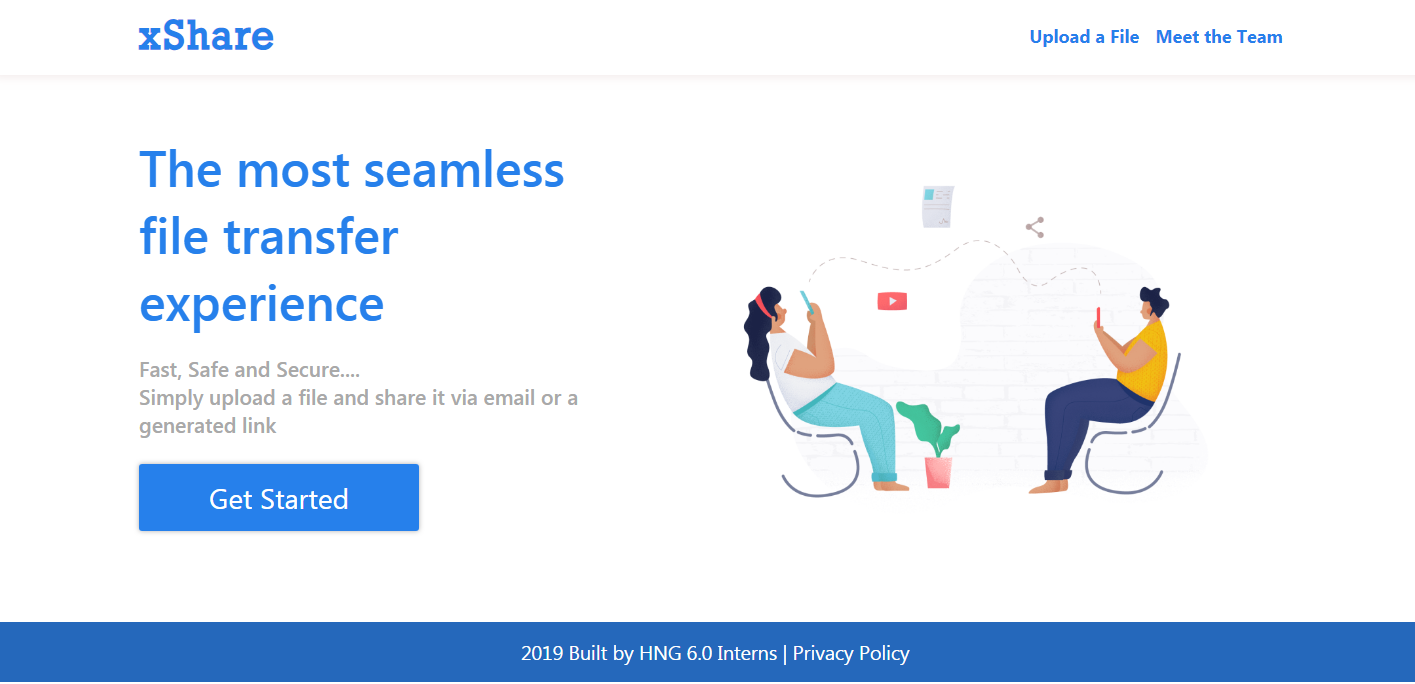 xShare
Upload a File
Meet the Team
The most seamless
file transfer
experience
Fast, Safe and Secure....
Simply upload a file and share it via email or a
generated link
Get Started
2019 Built by HNG 6.0 Interns | Privacy Policy